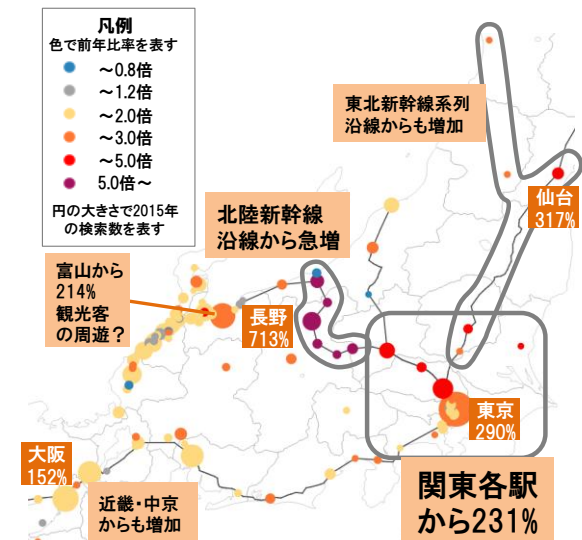 凡例
色で前年比率を表す
～0.8倍
～1.2倍
～2.0倍
～3.0倍
～5.0倍
5.0倍～
円の大きさで2015年
の検索数を表す
東北新幹線系列
沿線からも増加
仙台
317%
北陸新幹線
沿線から急増
富山から
214%
観光客
の周遊？
長野
713%
東京
290%
大阪
152%
近畿・中京
からも増加
関東各駅
から231%